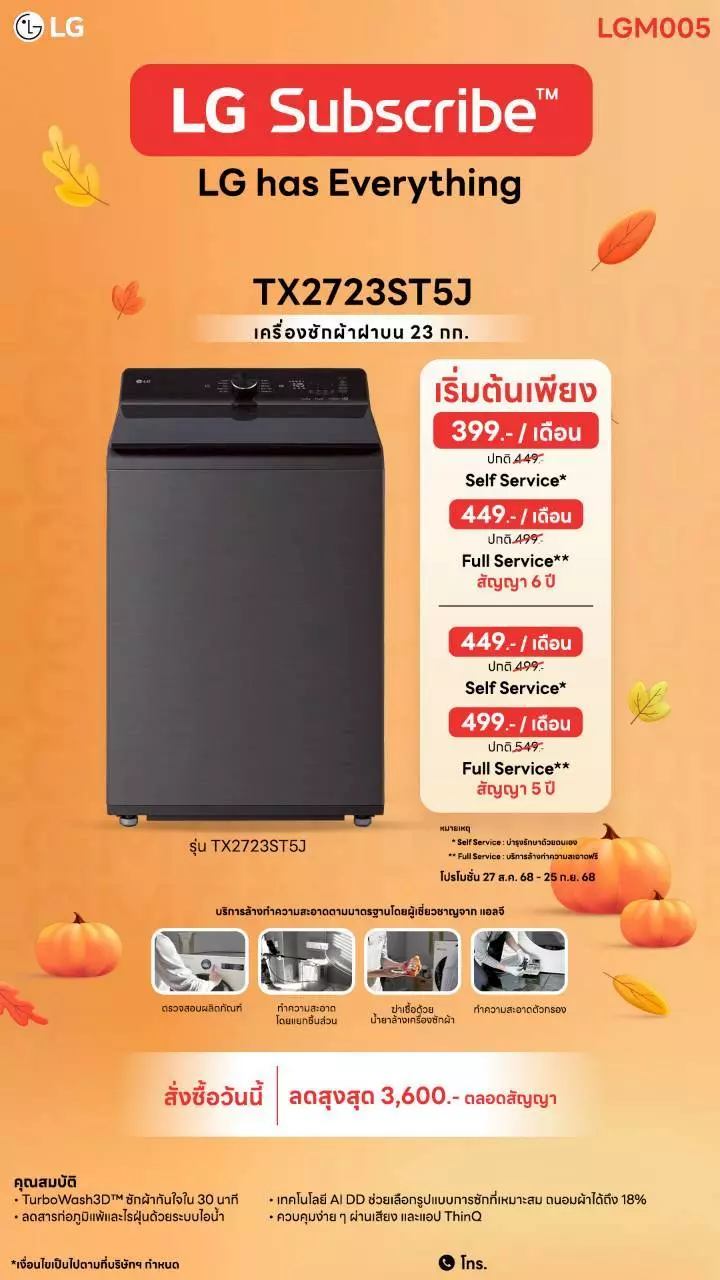 LG
LGM005
LG Subscribe™
LG has Everything
TX2723ST5J
เครื่องซักผ้าฝาบน 23 กก.
LG
เริ่มต้นเพียง
399.- / เดือน
ปกติ 449.-
Self Service*
449.- / เดือน
ปกติ 499.-
Full Service**
สัญญา 6 ปี
449.- / เดือน
ปกติ 499.-
Self Service*
499.- / เดือน
ปกติ 549.-
Full Service**
สัญญา 5 ปี
รุ่น TX2723ST5J
หมายเหตุ
* Self Service : บำรุงรักษาด้วยตนเอง
** Full Service : บริการล้างทำความสะอาดฟรี
โปรโมชั่น 27 ส.ค. 68 - 25 ก.ย. 68
บริการล้างทำความสะอาดตามมาตรฐานโดยผู้เชี่ยวชาญจาก แอลจี
ตรวจสอบผลิตภัณฑ์
ทำความสะอาด
โดยแยกชิ้นส่วน
ฆ่าเชื้อด้วย
น้ำยาล้างเครื่องซักผ้า
ทำความสะอาดตัวกรอง
สั่งซื้อวันนี้
ลดสูงสุด 3,600.- ตลอดสัญญา
คุณสมบัติ
• TurboWash3D™ ซักผ้าทันใจใน 30 นาที
• ลดสารก่อภูมิแพ้และไรฝุ่นด้วยระบบไอน้ำ
• เทคโนโลยี AI DD ช่วยเลือกรูปแบบการซักที่เหมาะสม ถนอมผ้าได้ถึง 18%
• ควบคุมง่าย ๆ ผ่านเสียง และแอป ThinQ
*เงื่อนไขเป็นไปตามที่บริษัทฯ กำหนด
โทร.